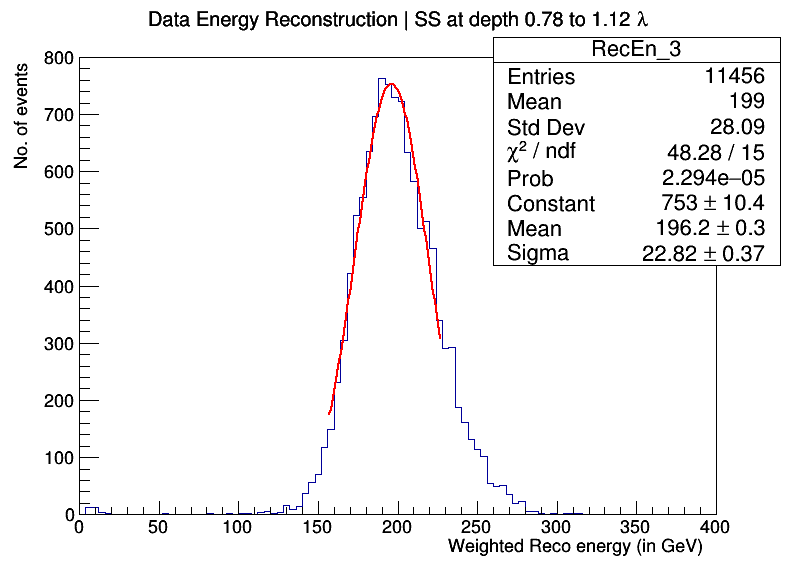 Data Energy Reconstruction | SS at depth 0.78 to 1.12 λ
RecEn_3
Entries 11456
Mean 199
Std Dev 28.09
χ² / ndf 48.28 / 15
Prob 2.294e−05
Constant 753 ± 10.4
Mean 196.2 ± 0.3
Sigma 22.82 ± 0.37
No. of events
800
700
600
500
400
300
200
100
0
0 50 100 150 200 250 300 350 400
Weighted Reco energy (in GeV)